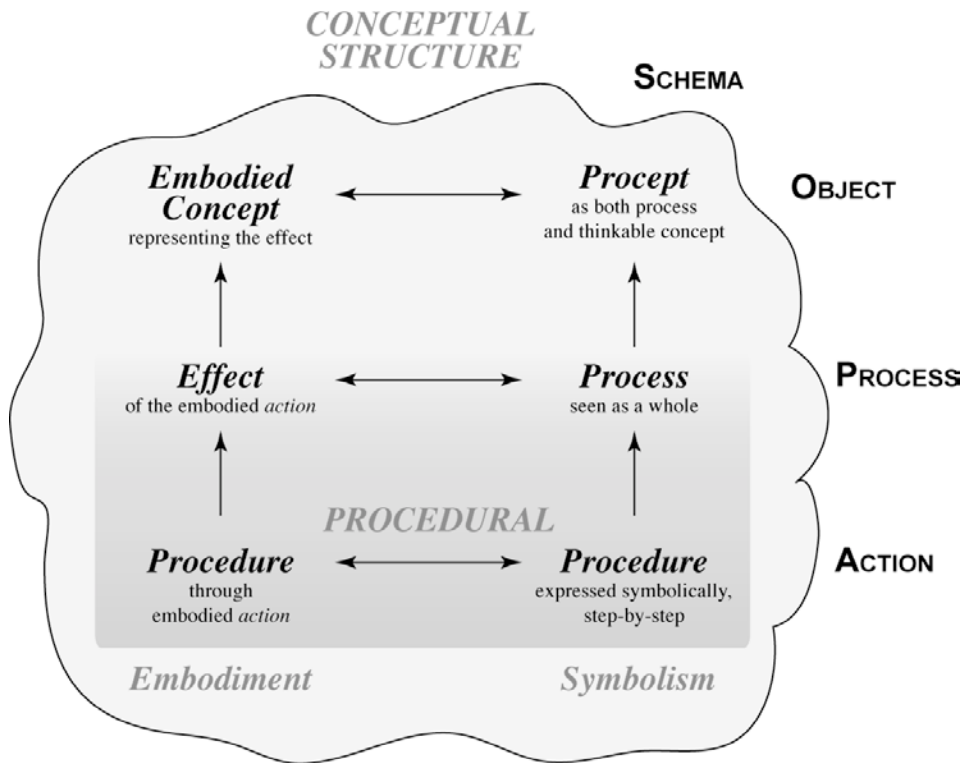 CONCEPTUAL
STRUCTURE
SCHEMA
Embodied
Concept
representing the effect
Procept
as both process
and thinkable concept
OBJECT
Effect
of the embodied action
Process
seen as a whole
PROCESS
PROCEDURAL
Procedure
through
embodied action
Procedure
expressed symbolically,
step-by-step
ACTION
Embodiment
Symbolism